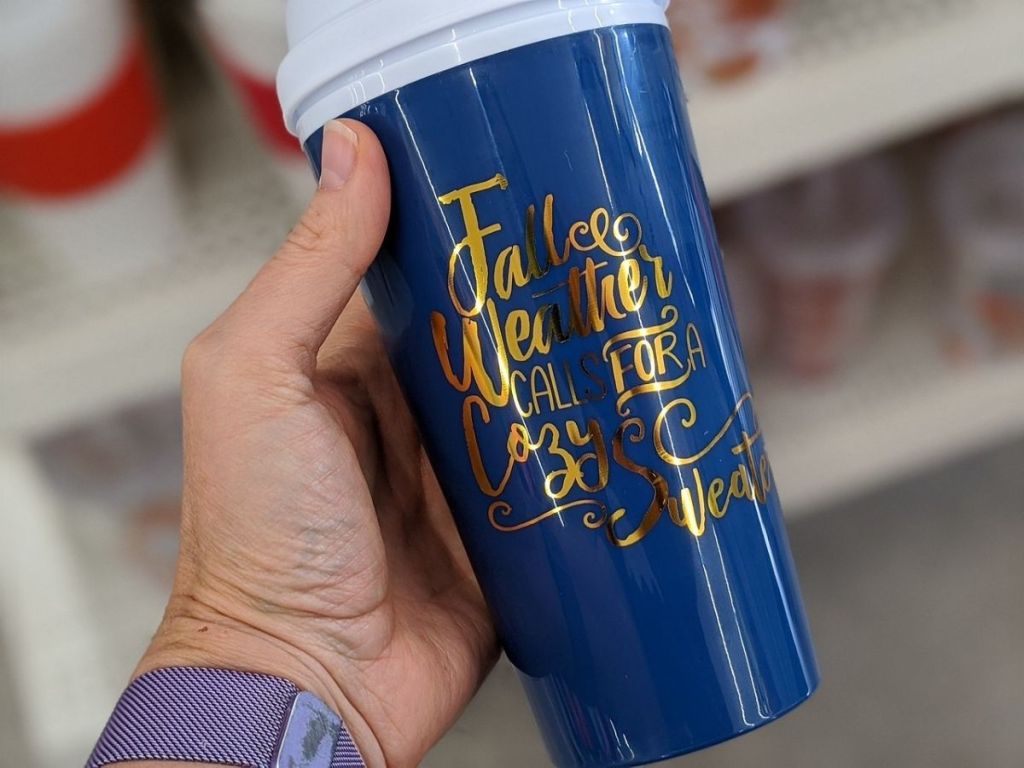 Fall
Weather
CALLS FOR A
Cozy
Sweate